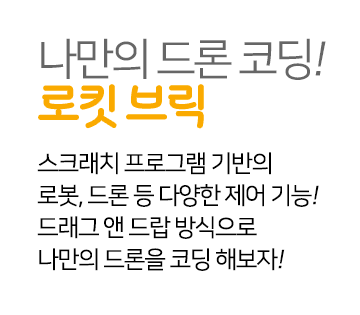 나만의 드론 코딩!
로킷 브릭
스크래치 프로그램 기반의
로봇, 드론 등 다양한 제어 기능!
드래그 앤 드랍 방식으로
나만의 드론을 코딩 해보자!